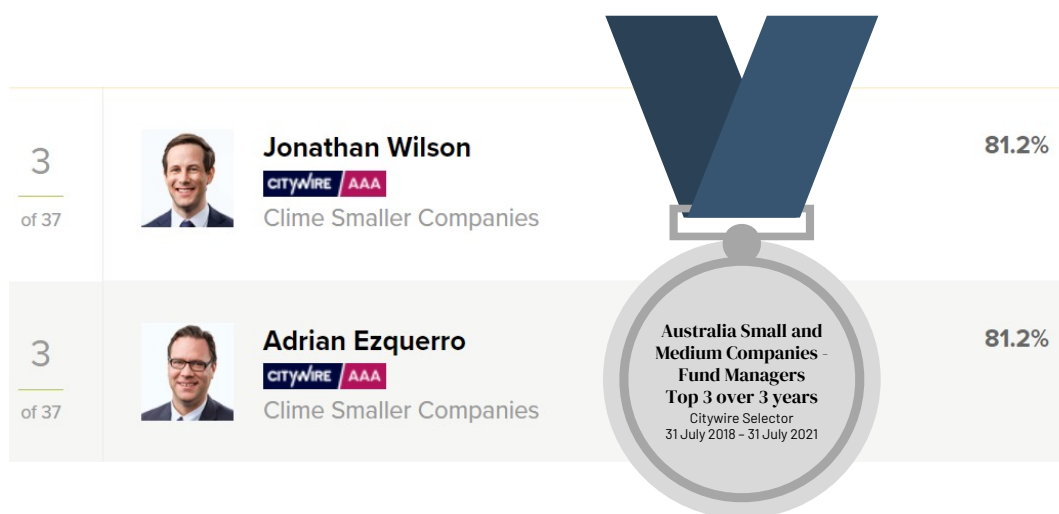 3
of 37
Jonathan Wilson
CITYWIRE / AAA
Clime Smaller Companies
81.2%
3
of 37
Adrian Ezquerro
CITYWIRE / AAA
Clime Smaller Companies
81.2%
Australia Small and
Medium Companies -
Fund Managers
Top 3 over 3 years
Citywire Selector
31 July 2018 – 31 July 2021